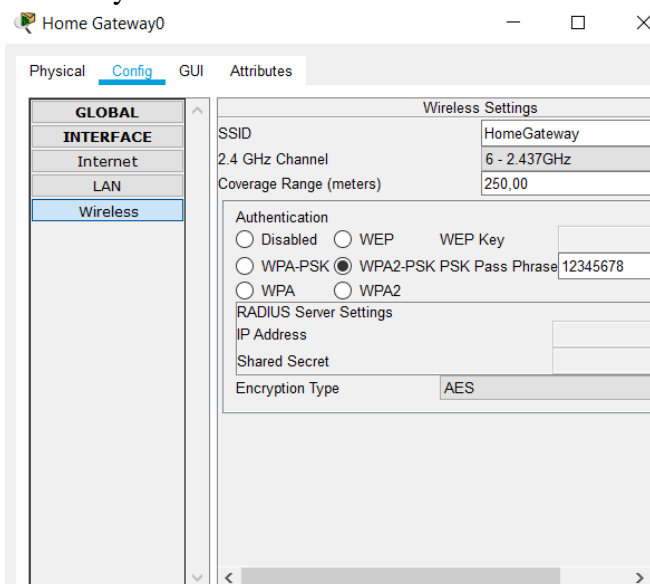 Home Gateway0
Physical Config GUI Attributes
GLOBAL
INTERFACE
Internet
LAN
Wireless
Wireless Settings
SSID HomeGateway
2.4 GHz Channel 6 - 2.437GHz
Coverage Range (meters) 250,00
Authentication
Disabled WEP WEP Key
WPA-PSK WPA2-PSK PSK Pass Phrase 12345678
WPA WPA2
RADIUS Server Settings
IP Address
Shared Secret
Encryption Type AES